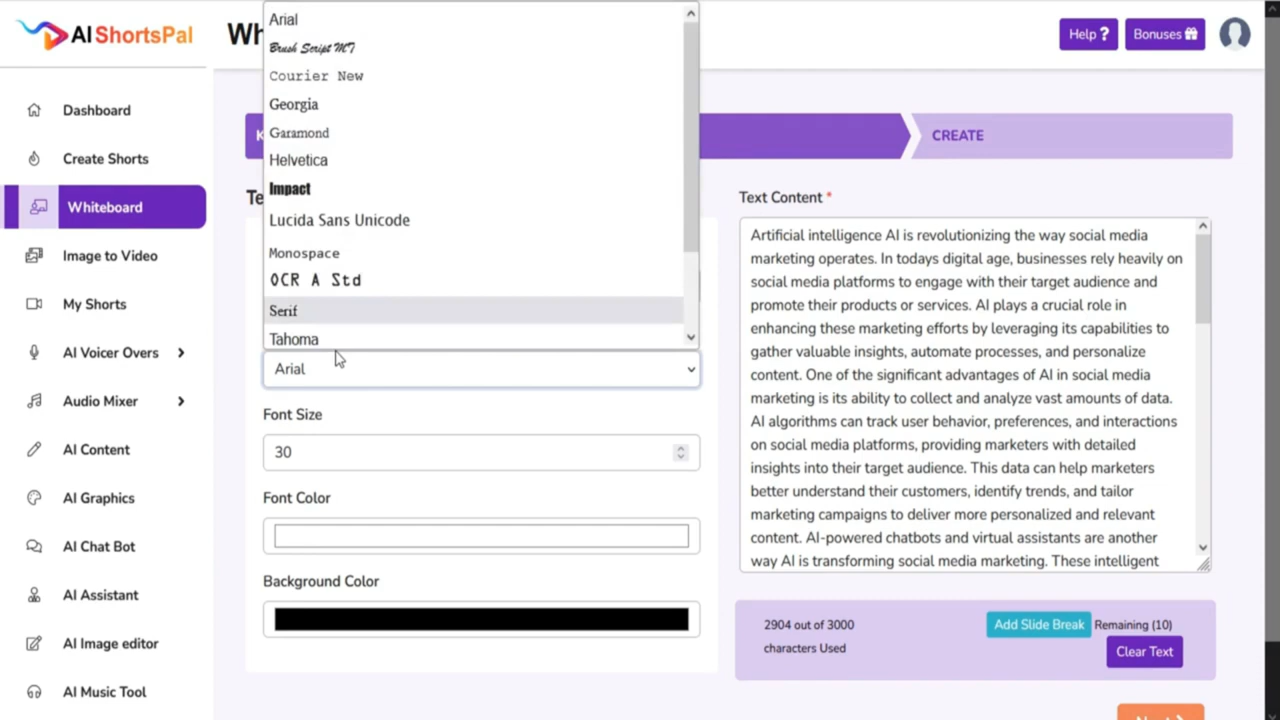 AI ShortsPal
Wh
Help ?
Bonuses
Dashboard
Create Shorts
Whiteboard
Image to Video
My Shorts
AI Voicer Overs
Audio Mixer
AI Content
AI Graphics
AI Chat Bot
AI Assistant
AI Image editor
AI Music Tool
K
CREATE
Te
Arial
Brush Script MT
Courier New
Georgia
Garamond
Helvetica
Impact
Lucida Sans Unicode
Monospace
OCR A Std
Serif
Tahoma
Arial
Font Size
30
Font Color
Background Color
Text Content *
Artificial intelligence AI is revolutionizing the way social media
marketing operates. In todays digital age, businesses rely heavily on
social media platforms to engage with their target audience and
promote their products or services. AI plays a crucial role in
enhancing these marketing efforts by leveraging its capabilities to
gather valuable insights, automate processes, and personalize
content. One of the significant advantages of AI in social media
marketing is its ability to collect and analyze vast amounts of data.
AI algorithms can track user behavior, preferences, and interactions
on social media platforms, providing marketers with detailed
insights into their target audience. This data can help marketers
better understand their customers, identify trends, and tailor
marketing campaigns to deliver more personalized and relevant
content. AI-powered chatbots and virtual assistants are another
way AI is transforming social media marketing. These intelligent
2904 out of 3000
characters Used
Add Slide Break
Remaining (10)
Clear Text